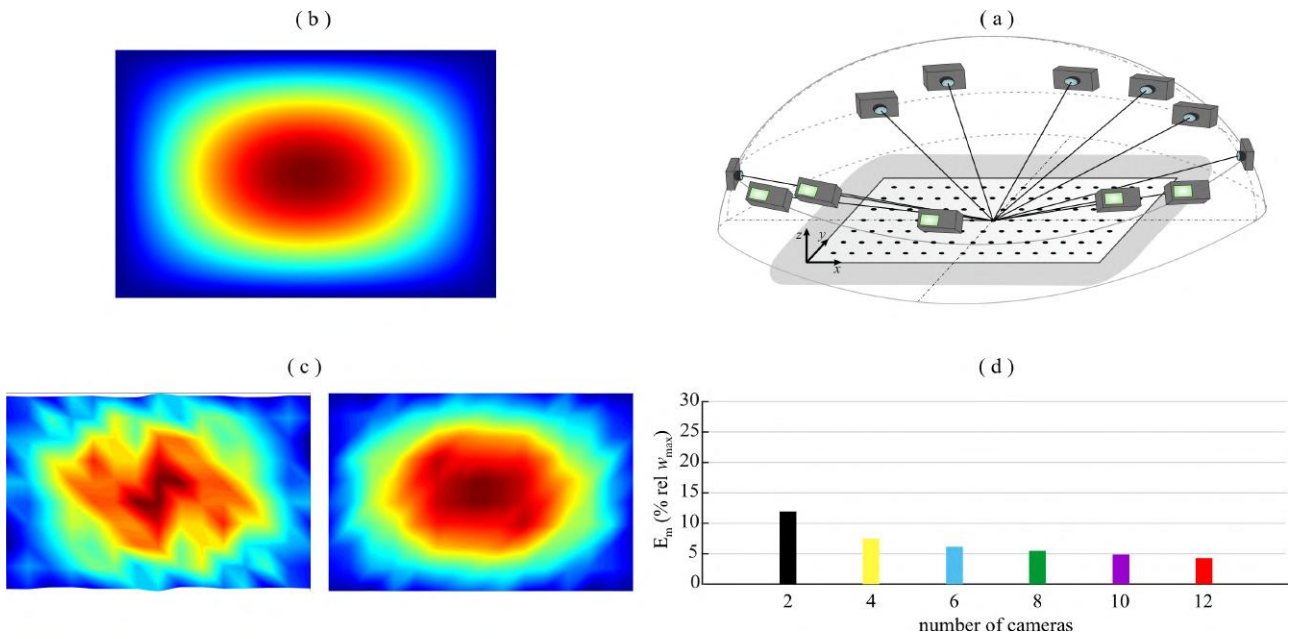 ( b )
( a )
z
y
x
( c )
( d )
E_m (% rel w_max)
30
25
20
15
10
5
0
2 4 6 8 10 12
number of cameras